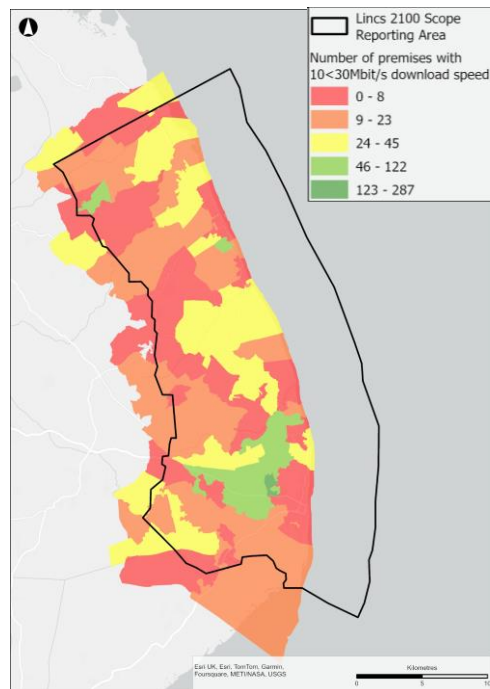 Lincs 2100 Scope
Reporting Area
Number of premises with
10<30Mbit/s download speed
0 - 8
9 - 23
24 - 45
46 - 122
123 - 287
Esri UK, Esri, TomTom, Garmin,
Foursquare, METI/NASA, USGS
Kilometres
0 5 10